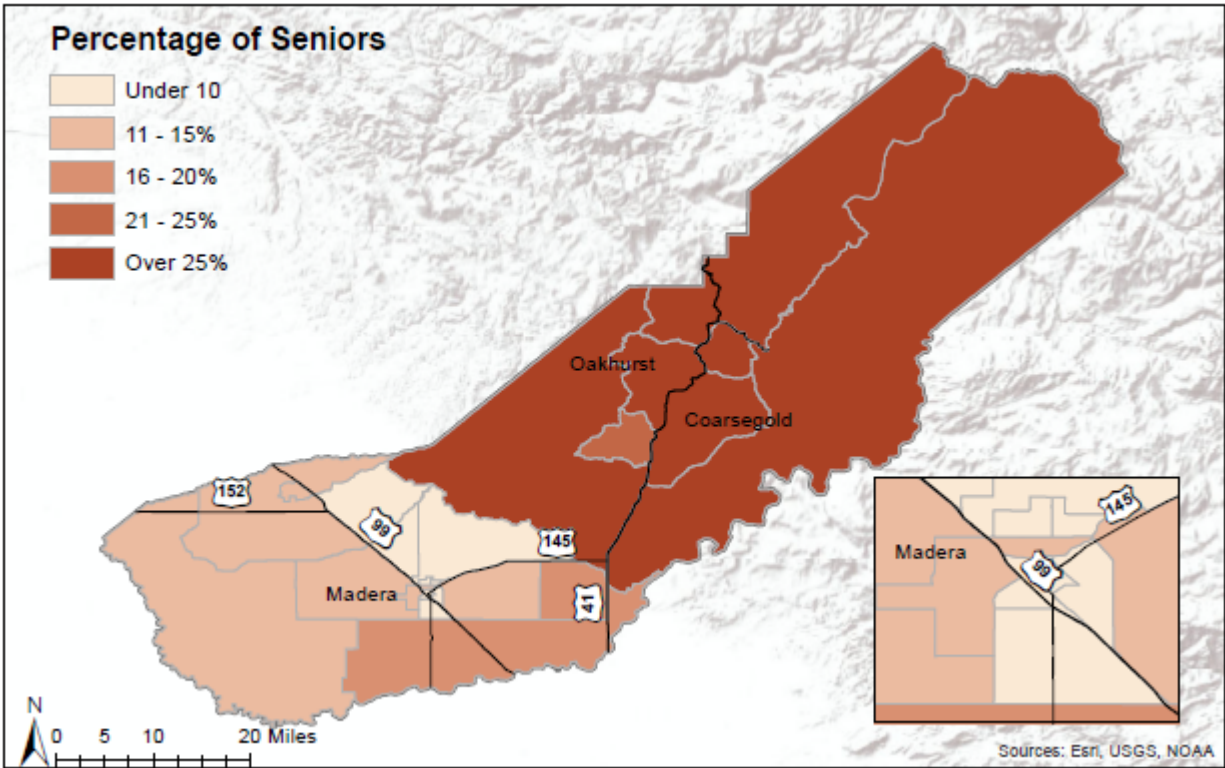 Percentage of Seniors
Under 10
11 - 15%
16 - 20%
21 - 25%
Over 25%
Oakhurst
Coarsegold
152
99
145
Madera
41
145
Madera
99
N
0 5 10 20 Miles
Sources: Esri, USGS, NOAA